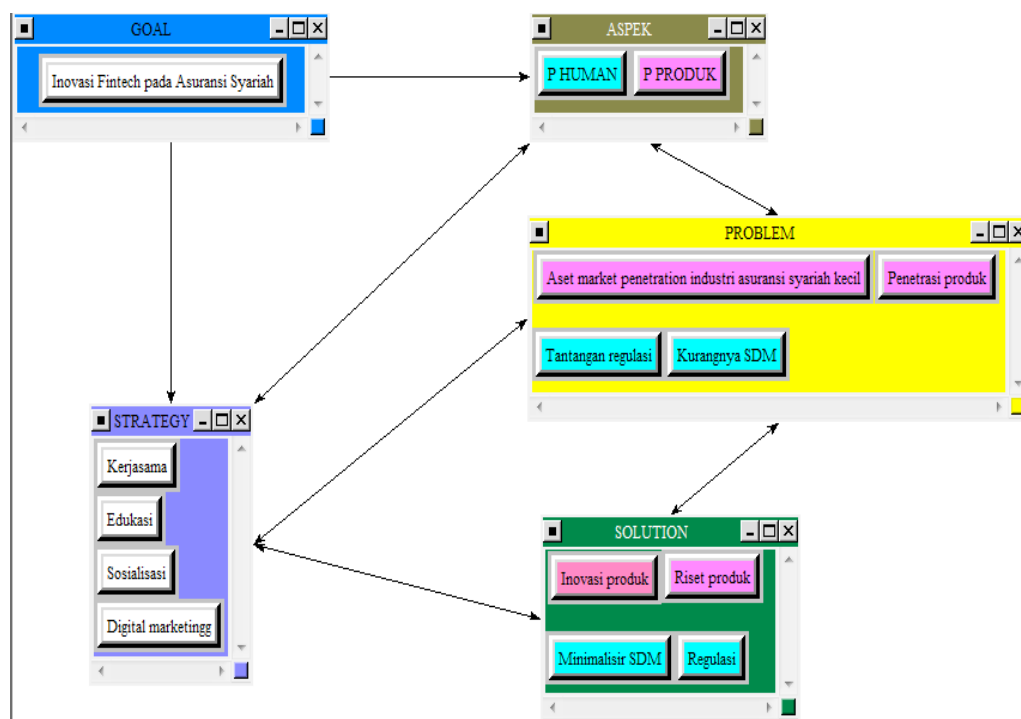 GOAL
Inovasi Fintech pada Asuransi Syariah
ASPEK
P HUMAN
P PRODUK
PROBLEM
Aset market penetration industri asuransi syariah kecil
Penetrasi produk
Tantangan regulasi
Kurangnya SDM
STRATEGY
Kerjasama
Edukasi
Sosialisasi
Digital marketingg
SOLUTION
Inovasi produk
Riset produk
Minimalisir SDM
Regulasi